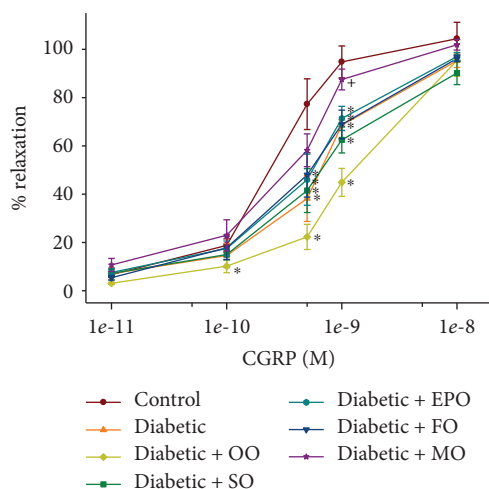 % relaxation
100
80
60
40
20
0
+
*
*
*
*
*
*
*
*
*
*
*
1e-11
1e-10
1e-9
1e-8
CGRP (M)
Control
Diabetic
Diabetic + OO
Diabetic + SO
Diabetic + EPO
Diabetic + FO
Diabetic + MO